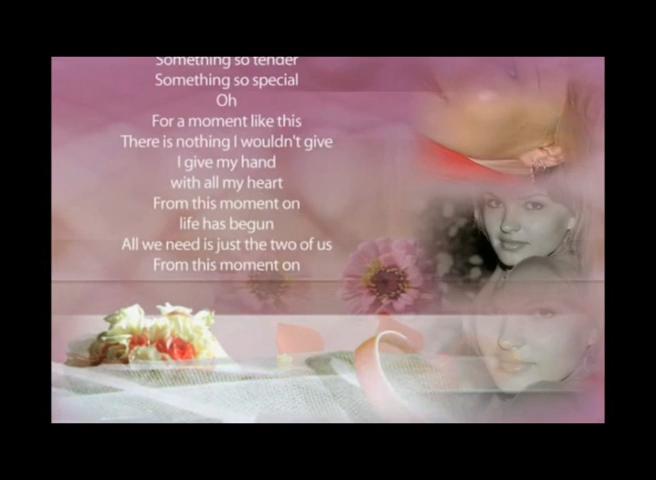 Something so tender
Something so special
Oh
For a moment like this
There is nothing I wouldn't give
I give my hand
with all my heart
From this moment on
life has begun
All we need is just the two of us
From this moment on